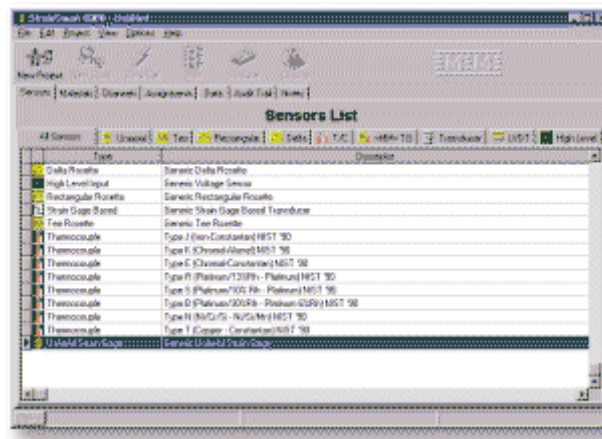 StrainSmart
File Edit Project View Options Help
New Project
Sensors Materials Channels Assignments Data Audit Trail Notes
Sensors List
All Sensors Uniaxial Tee Rectangular Delta T/C Transducer LVDT High Level
Type Description
Delta Rosette Generic Delta Rosette
High Level Input Generic Voltage Sensor
Rectangular Rosette Generic Rectangular Rosette
Strain Gage Based Generic Strain Gage Based Transducer
Tee Rosette Generic Tee Rosette
Thermocouple Type J (Iron-Constantan) NIST '90
Thermocouple Type K (Chromel-Alumel) NIST '90
Thermocouple Type E (Chromel-Constantan) NIST '90
Thermocouple Type R (Platinum/13%Rh - Platinum) NIST '90
Thermocouple Type S (Platinum/10% Rh - Platinum) NIST '90
Thermocouple Type B (Platinum/30%Rh - Platinum 6%Rh) NIST '90
Thermocouple Type N NIST '90
Thermocouple Type T (Copper - Constantan) NIST '90
Uniaxial Strain Gage Generic Uniaxial Strain Gage